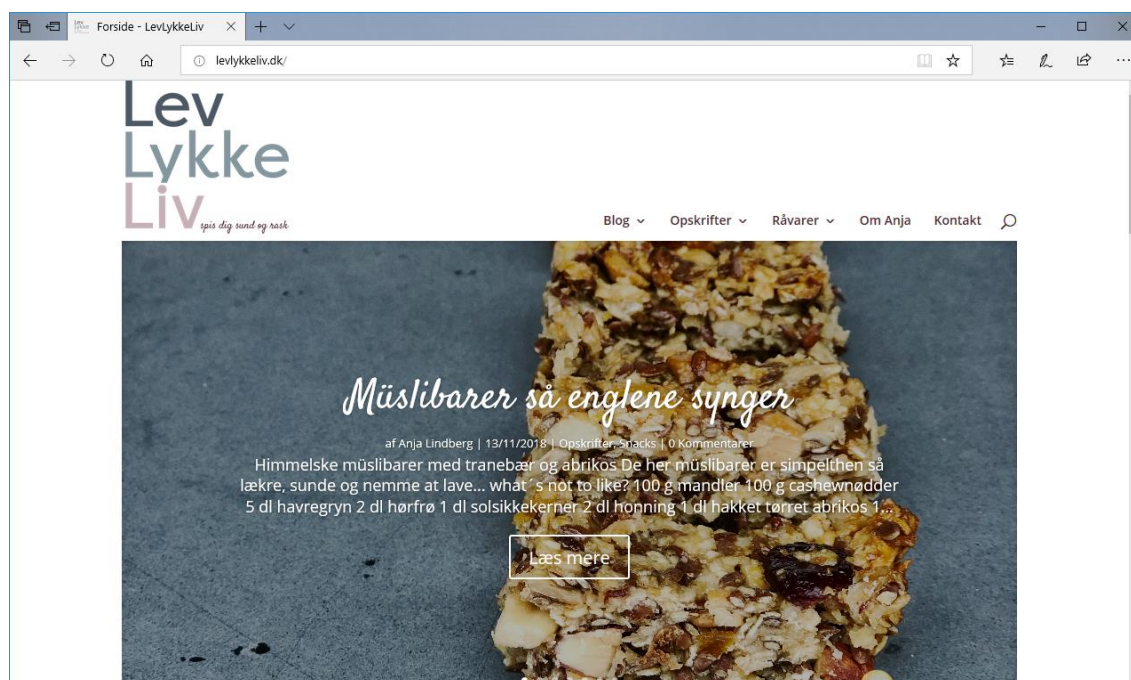 Forside - LevLykkeLiv
levlykkeliv.dk/
Lev
Lykke
Liv
spis dig sund og rask
Blog Opskrifter Råvarer Om Anja Kontakt
Müslibarer så englene synger
af Anja Lindberg | 13/11/2018 | Opskrifter, Snacks | 0 Kommentarer
Himmelske müslibarer med tranebær og abrikos De her müslibarer er simpelthen så
lækre, sunde og nemme at lave... what´s not to like? 100 g mandler 100 g cashewnødder
5 dl havregryn 2 dl hørfrø 1 dl solsikkekerner 2 dl honning 1 dl hakket tørret abrikos 1...
Læs mere